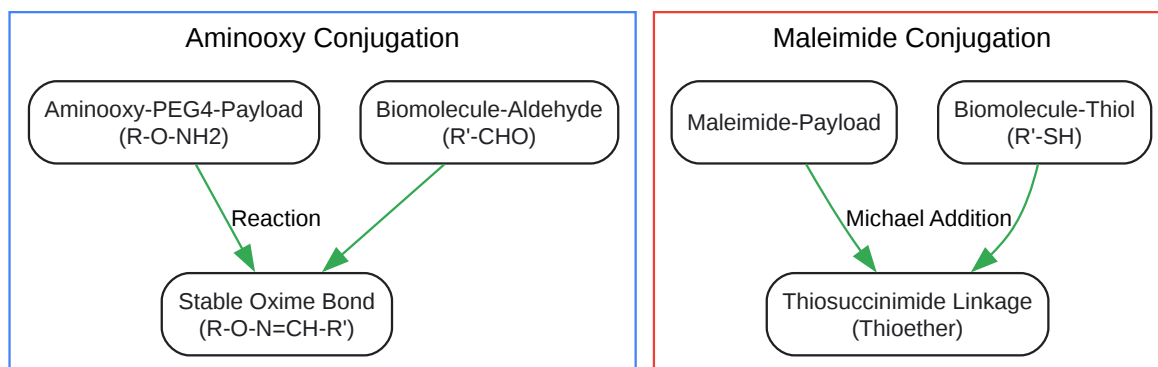 Aminooxy Conjugation
Aminooxy-PEG4-Payload
(R-O-NH2)
Biomolecule-Aldehyde
(R'-CHO)
Reaction
Stable Oxime Bond
(R-O-N=CH-R')
Maleimide Conjugation
Maleimide-Payload
Biomolecule-Thiol
(R'-SH)
Michael Addition
Thiosuccinimide Linkage
(Thioether)